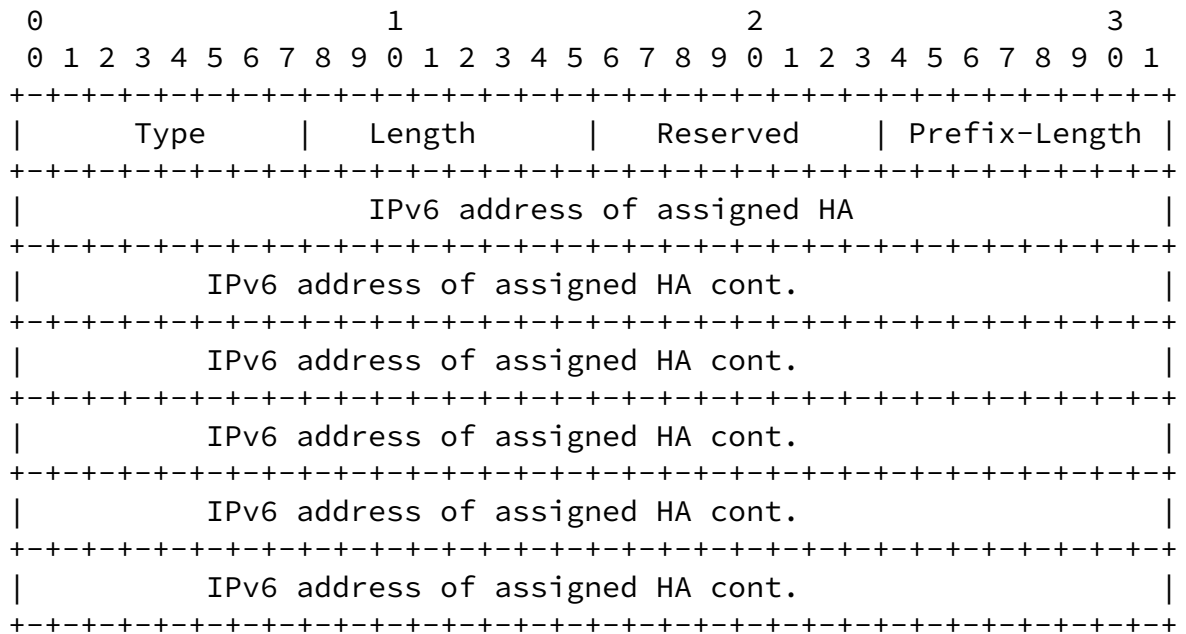 0                   1                   2                   3
 0 1 2 3 4 5 6 7 8 9 0 1 2 3 4 5 6 7 8 9 0 1 2 3 4 5 6 7 8 9 0 1
+-+-+-+-+-+-+-+-+-+-+-+-+-+-+-+-+-+-+-+-+-+-+-+-+-+-+-+-+-+-+-+-+
|      Type     |   Length      |   Reserved    | Prefix-Length |
+-+-+-+-+-+-+-+-+-+-+-+-+-+-+-+-+-+-+-+-+-+-+-+-+-+-+-+-+-+-+-+-+
|                   IPv6 address of assigned HA                 |
+-+-+-+-+-+-+-+-+-+-+-+-+-+-+-+-+-+-+-+-+-+-+-+-+-+-+-+-+-+-+-+-+
|          IPv6 address of assigned HA cont.                    |
+-+-+-+-+-+-+-+-+-+-+-+-+-+-+-+-+-+-+-+-+-+-+-+-+-+-+-+-+-+-+-+-+
|          IPv6 address of assigned HA cont.                    |
+-+-+-+-+-+-+-+-+-+-+-+-+-+-+-+-+-+-+-+-+-+-+-+-+-+-+-+-+-+-+-+-+
|          IPv6 address of assigned HA cont.                    |
+-+-+-+-+-+-+-+-+-+-+-+-+-+-+-+-+-+-+-+-+-+-+-+-+-+-+-+-+-+-+-+-+
|          IPv6 address of assigned HA cont.                    |
+-+-+-+-+-+-+-+-+-+-+-+-+-+-+-+-+-+-+-+-+-+-+-+-+-+-+-+-+-+-+-+-+
|          IPv6 address of assigned HA cont.                    |
+-+-+-+-+-+-+-+-+-+-+-+-+-+-+-+-+-+-+-+-+-+-+-+-+-+-+-+-+-+-+-+-+